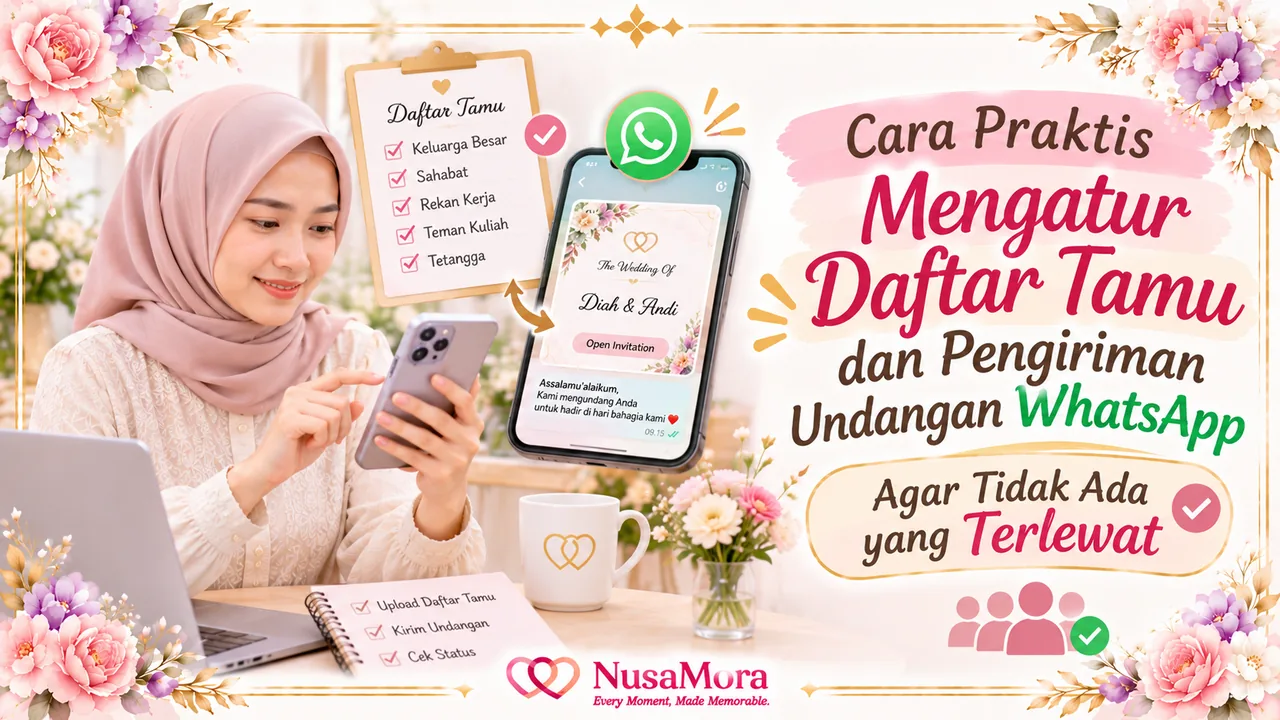 Daftar Tamu
Keluarga Besar
Sahabat
Rekan Kerja
Teman Kuliah
Tetangga
The Wedding Of
Diah & Andi
Open Invitation
Assalamu'alaikum,
Kami mengundang Anda
untuk hadir di hari bahagia kami ❤️
09.15
Cara Praktis
Mengatur
Daftar Tamu
dan Pengiriman
Undangan WhatsApp
Agar Tidak Ada
yang Terlewat
Upload Daftar Tamu
Kirim Undangan
Cek Status
NusaMora
Every Moment, Made Memorable.